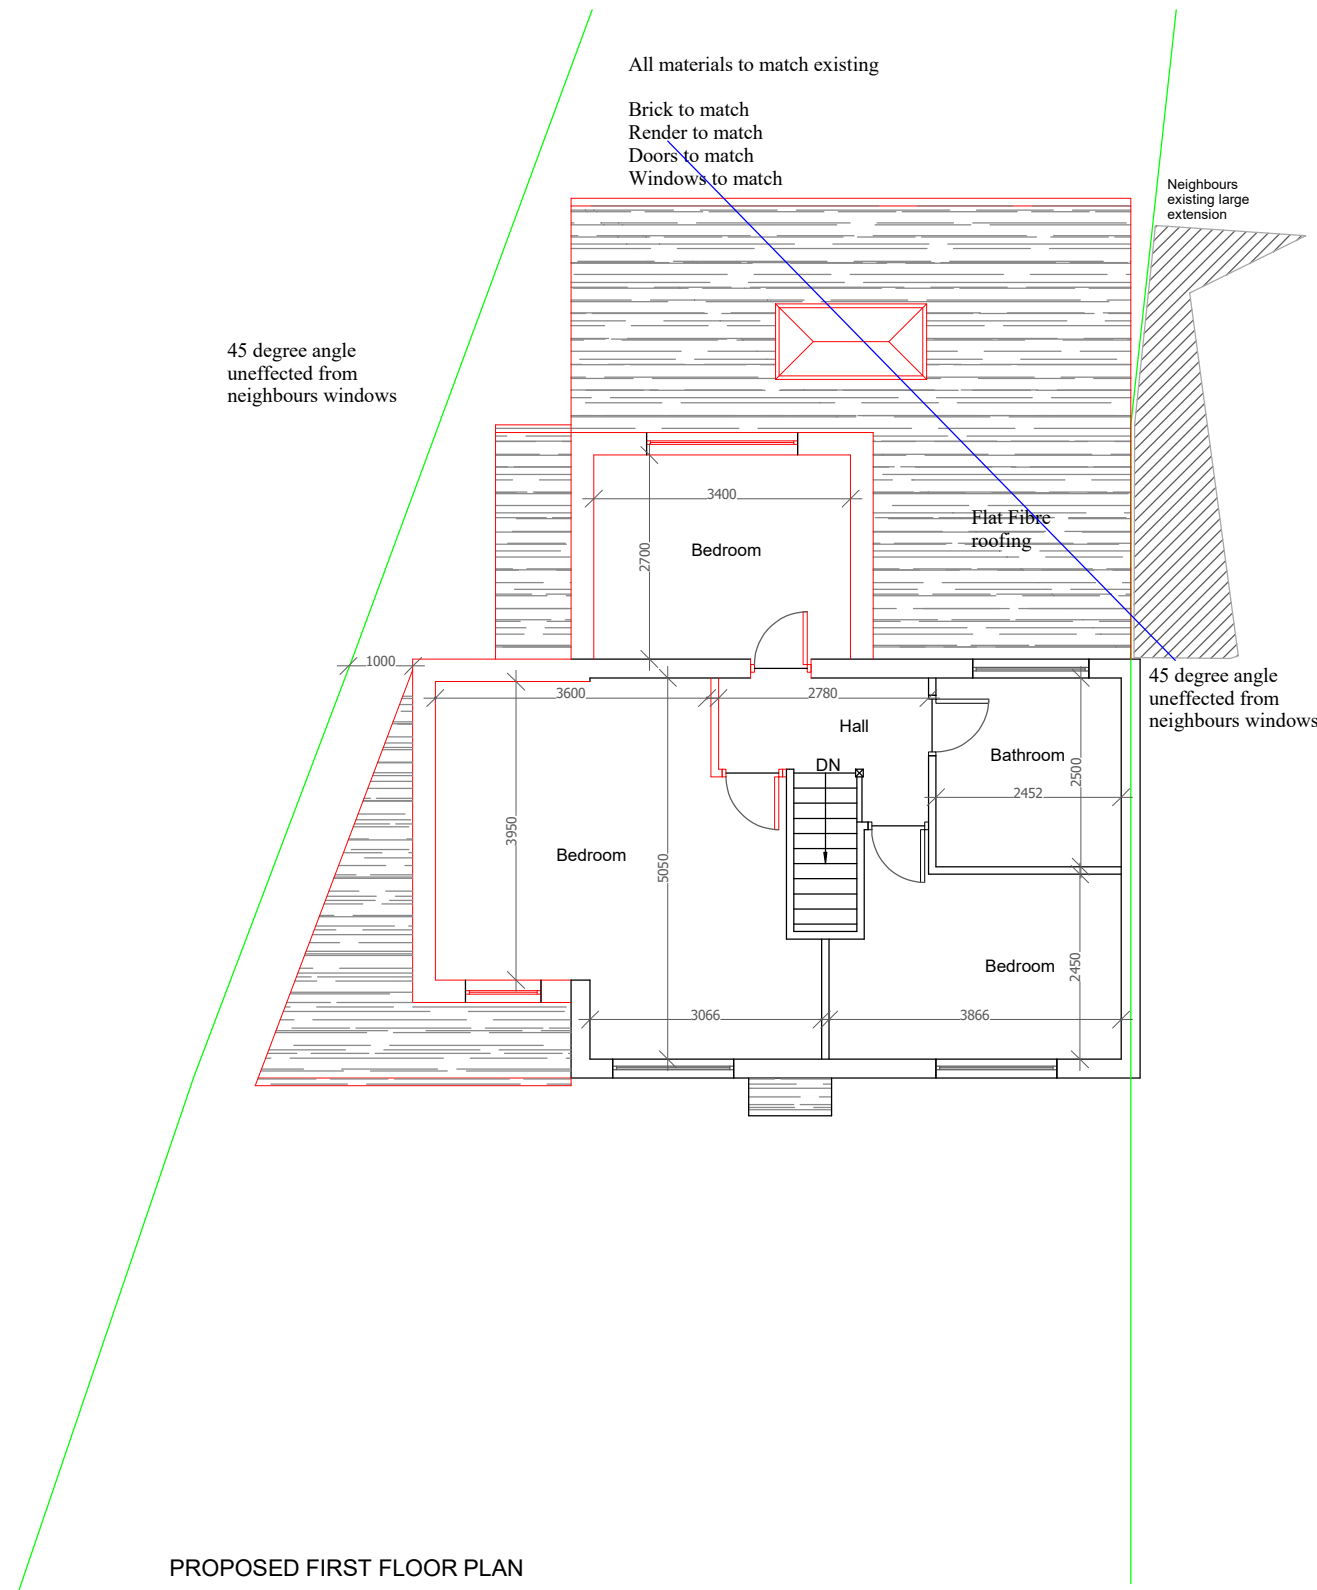 All materials to match existing
Brick to match
Render to match
Doors to match
Windows to match
Neighbours
existing large
extension
45 degree angle
uneffected from
neighbours windows
3400
2700
Bedroom
Flat Fibre
roofing
1000
45 degree angle
uneffected from
neighbours windows
3600
2780
Hall
Bathroom
2500
2452
DN
3950
5050
Bedroom
Bedroom
2450
3066
3866
PROPOSED FIRST FLOOR PLAN